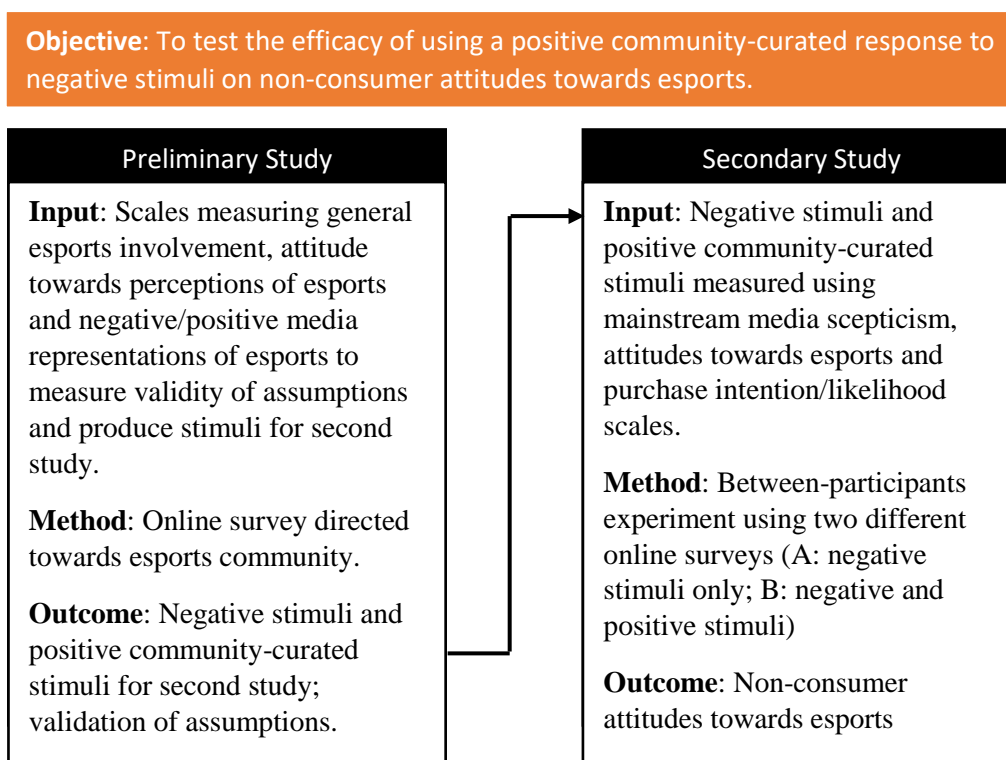 Objective: To test the efficacy of using a positive community-curated response to
negative stimuli on non-consumer attitudes towards esports.
Preliminary Study
Input: Scales measuring general
esports involvement, attitude
towards perceptions of esports
and negative/positive media
representations of esports to
measure validity of assumptions
and produce stimuli for second
study.
Method: Online survey directed
towards esports community.
Outcome: Negative stimuli and
positive community-curated
stimuli for second study;
validation of assumptions.
Secondary Study
Input: Negative stimuli and
positive community-curated
stimuli measured using
mainstream media scepticism,
attitudes towards esports and
purchase intention/likelihood
scales.
Method: Between-participants
experiment using two different
online surveys (A: negative
stimuli only; B: negative and
positive stimuli)
Outcome: Non-consumer
attitudes towards esports